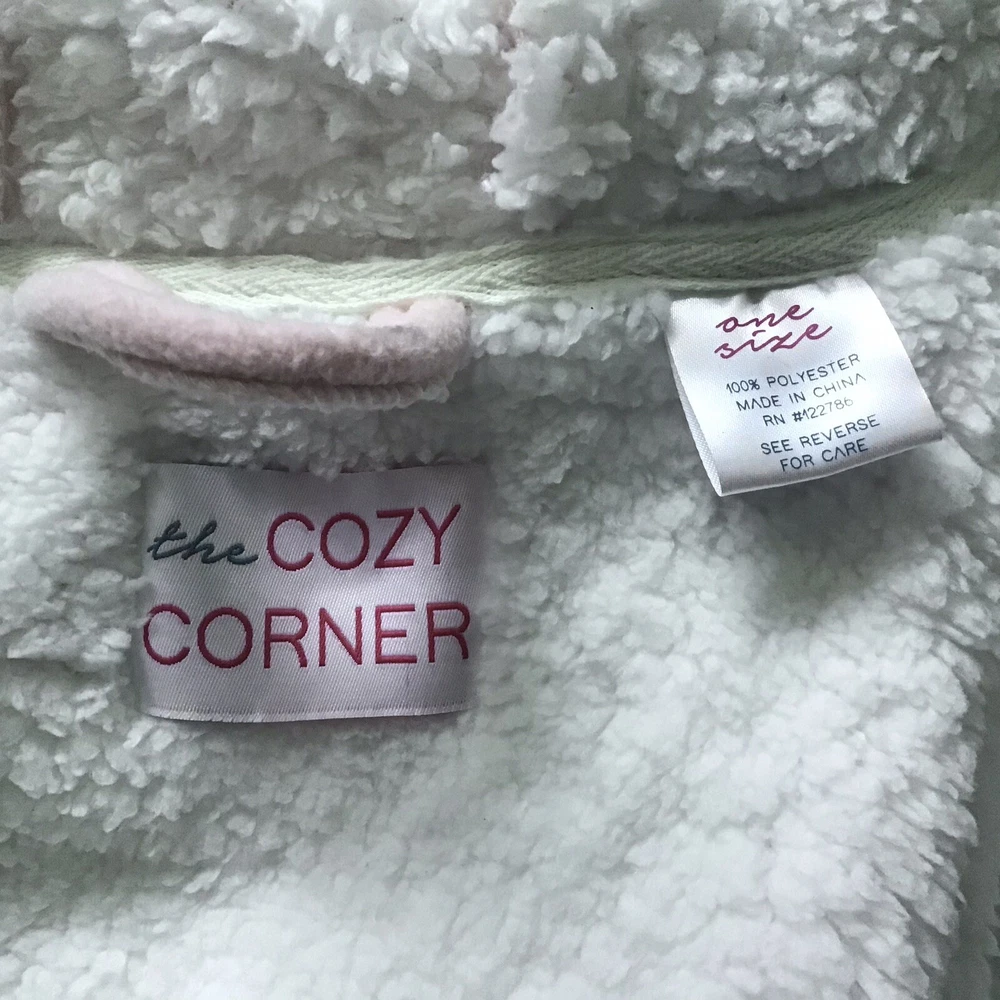 the COZY
CORNER
one
size
100% POLYESTER
MADE IN CHINA
RN #122786
SEE REVERSE
FOR CARE